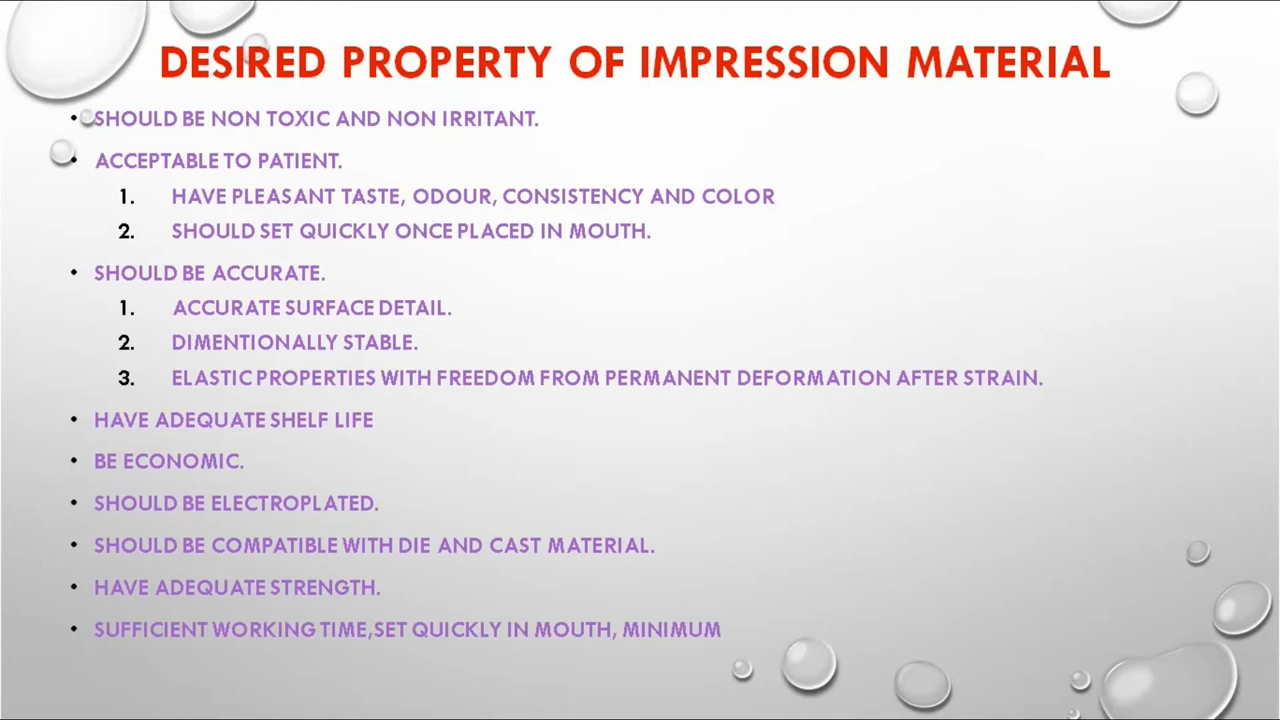 DESIRED PROPERTY OF IMPRESSION MATERIAL
• SHOULD BE NON TOXIC AND NON IRRITANT.
• ACCEPTABLE TO PATIENT.
1. HAVE PLEASANT TASTE, ODOUR, CONSISTENCY AND COLOR
2. SHOULD SET QUICKLY ONCE PLACED IN MOUTH.
• SHOULD BE ACCURATE.
1. ACCURATE SURFACE DETAIL.
2. DIMENTIONALLY STABLE.
3. ELASTIC PROPERTIES WITH FREEDOM FROM PERMANENT DEFORMATION AFTER STRAIN.
• HAVE ADEQUATE SHELF LIFE
• BE ECONOMIC.
• SHOULD BE ELECTROPLATED.
• SHOULD BE COMPATIBLE WITH DIE AND CAST MATERIAL.
• HAVE ADEQUATE STRENGTH.
• SUFFICIENT WORKING TIME,SET QUICKLY IN MOUTH, MINIMUM